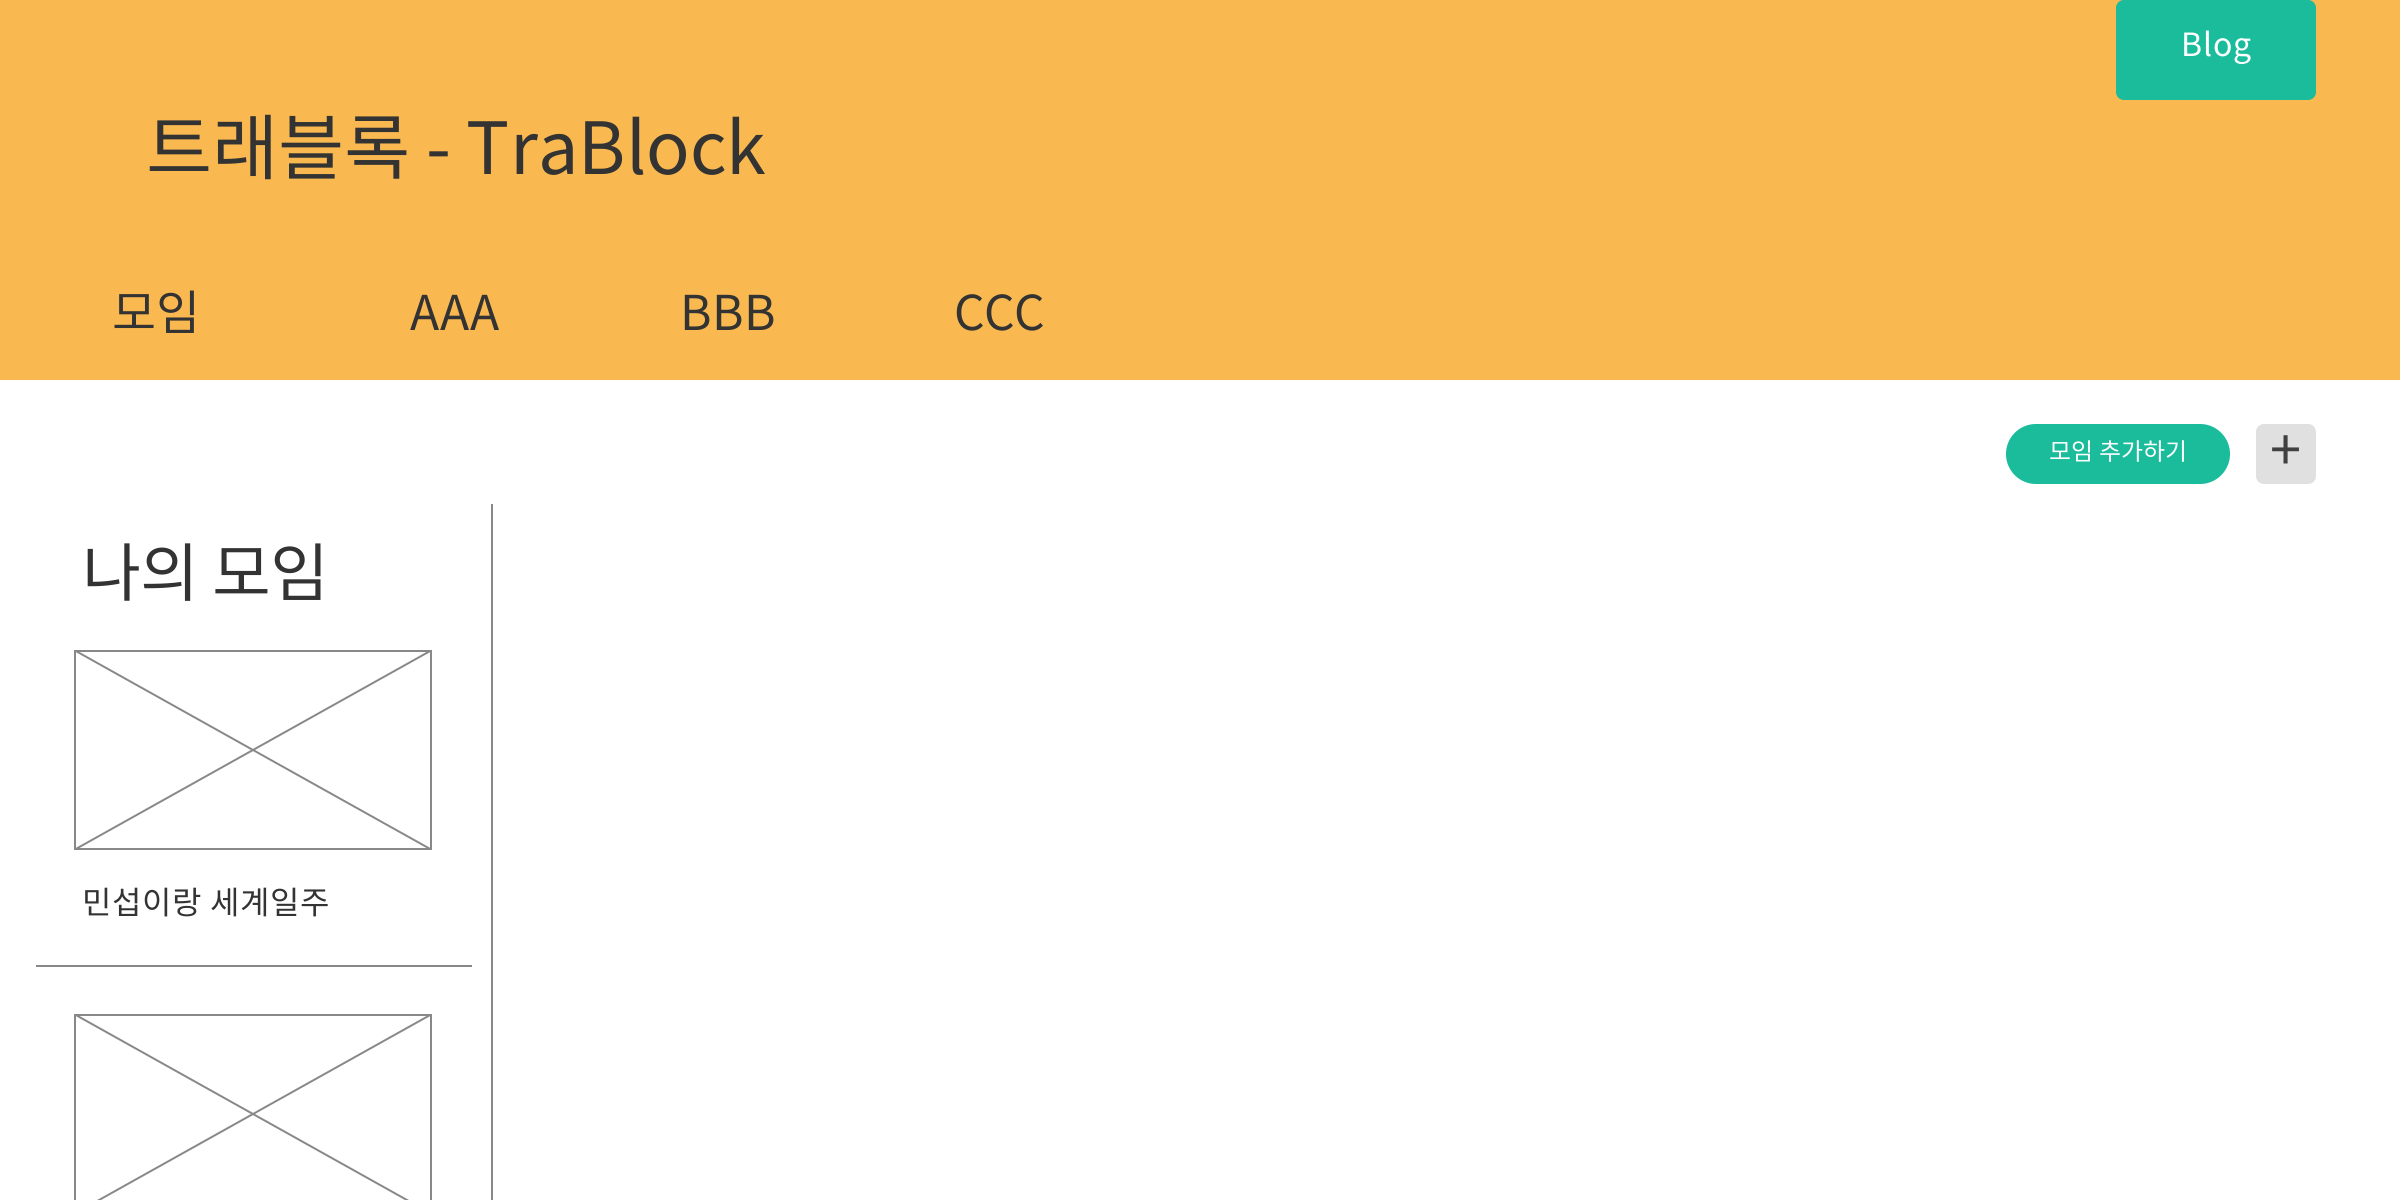 Blog
트래블록 - TraBlock
모임 AAA BBB CCC
모임 추가하기 +
나의 모임
민섭이랑 세계일주